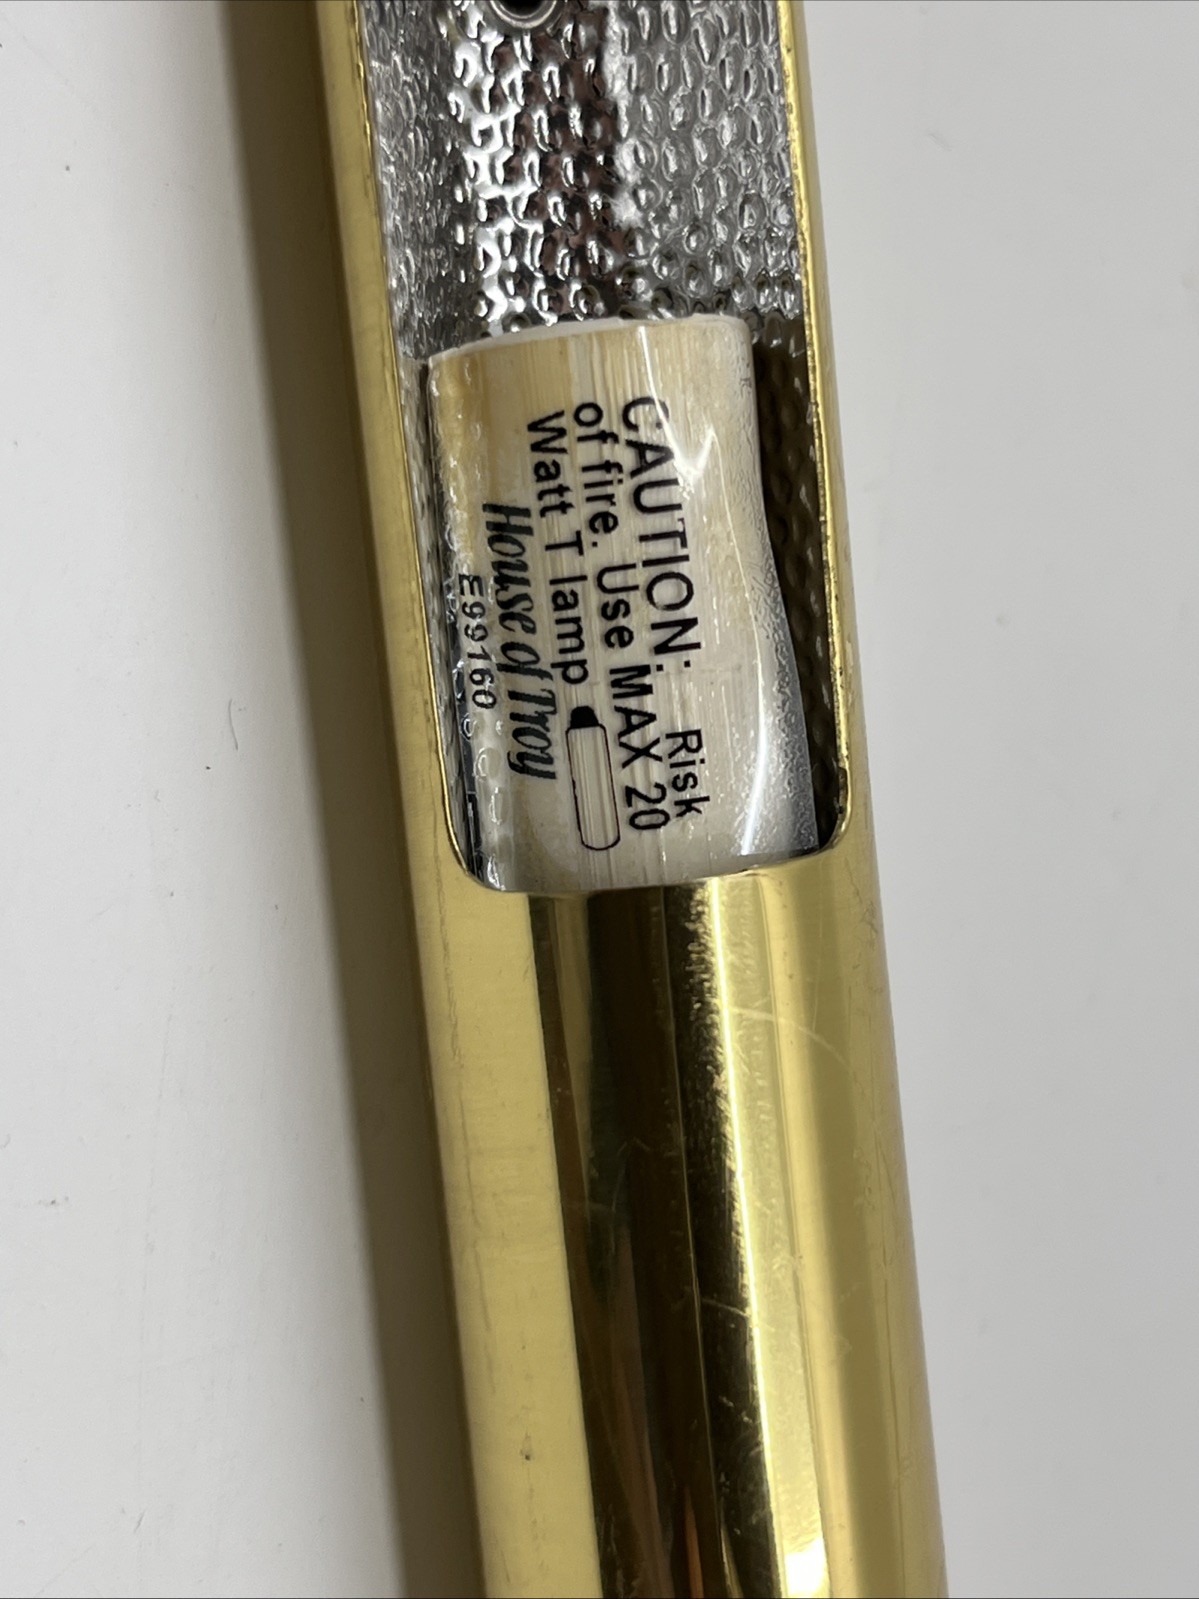 CAUTION: Risk
of fire. Use MAX 20
Watt T lamp
House of Troy
E99160